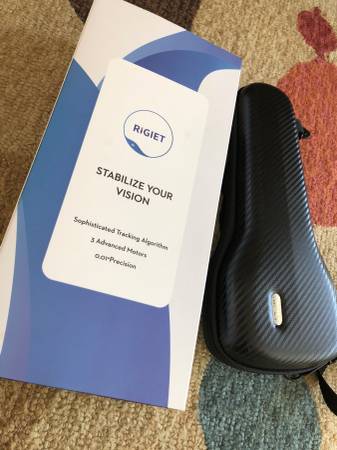 RiGIET
STABILIZE YOUR
VISION
Sophisticated Tracking Algorithm
3 Advanced Motors
0.01°Precision